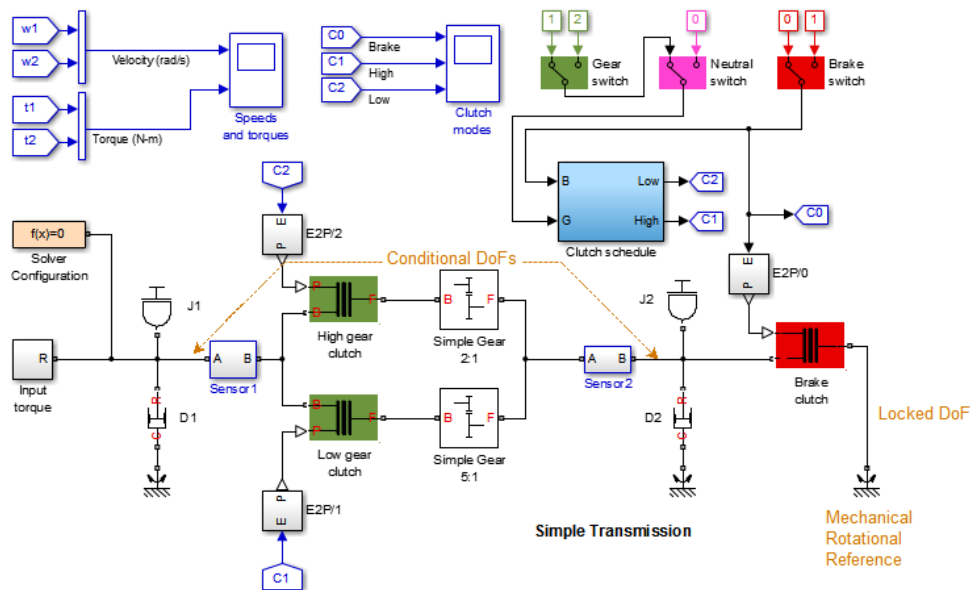 w1
w2
Velocity (rad/s)
t1
t2
Torque (N-m)
Speeds
and torques
C0
Brake
C1
High
C2
Low
Clutch
modes
1
2
Gear
switch
0
Neutral
switch
0
1
Brake
switch
B
G
Low
High
Clutch schedule
C2
C1
C0
C2
E
P
E2P/2
f(x)=0
Solver
Configuration
Conditional DoFs
E
P
E2P/0
J1
P
B
F
High gear
clutch
B
F
Simple Gear
2:1
J2
R
Input
torque
A
B
Sensor1
A
B
Sensor2
Brake
clutch
R
C
D1
B
P
F
Low gear
clutch
B
F
Simple Gear
5:1
R
C
D2
Locked DoF
P
E
E2P/1
C1
Simple Transmission
Mechanical
Rotational
Reference